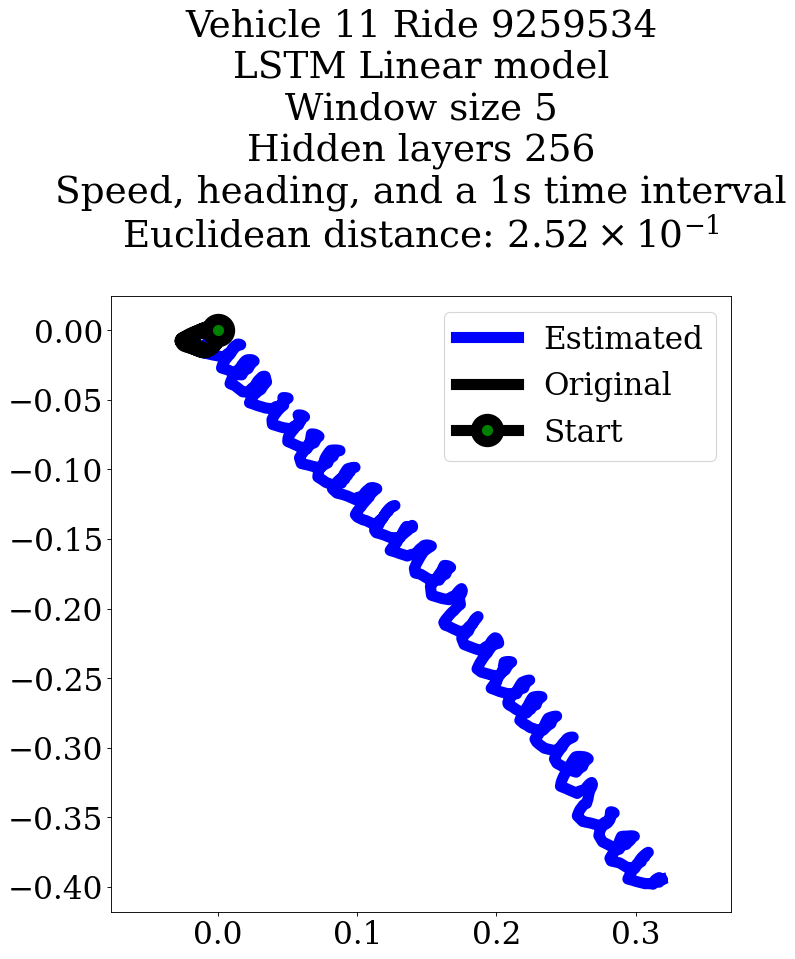 Vehicle 11 Ride 9259534
LSTM Linear model
Window size 5
Hidden layers 256
Speed, heading, and a 1s time interval
Euclidean distance: 2.52 × 10⁻¹
Estimated
Original
Start
0.00
−0.05
−0.10
−0.15
−0.20
−0.25
−0.30
−0.35
−0.40
0.0 0.1 0.2 0.3